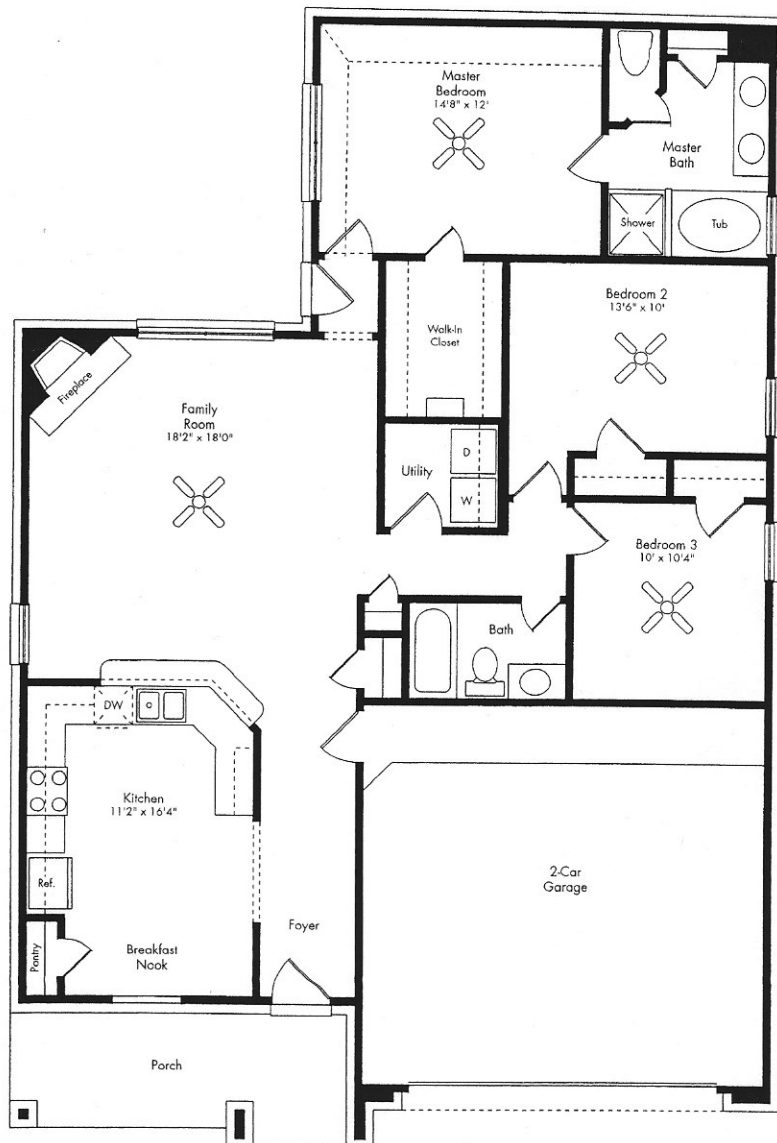 Master
Bedroom
14'8" x 12'
Master
Bath
Shower
Tub
Bedroom 2
13'6" x 10'
Walk-In
Closet
Fireplace
Family
Room
18'2" x 18'0"
Utility
D
W
Bedroom 3
10' x 10'4"
Bath
DW
Kitchen
11'2" x 16'4"
Ref.
2-Car
Garage
Foyer
Pantry
Breakfast
Nook
Porch